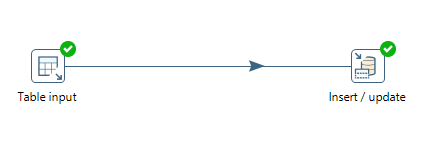 Table input
Insert / update